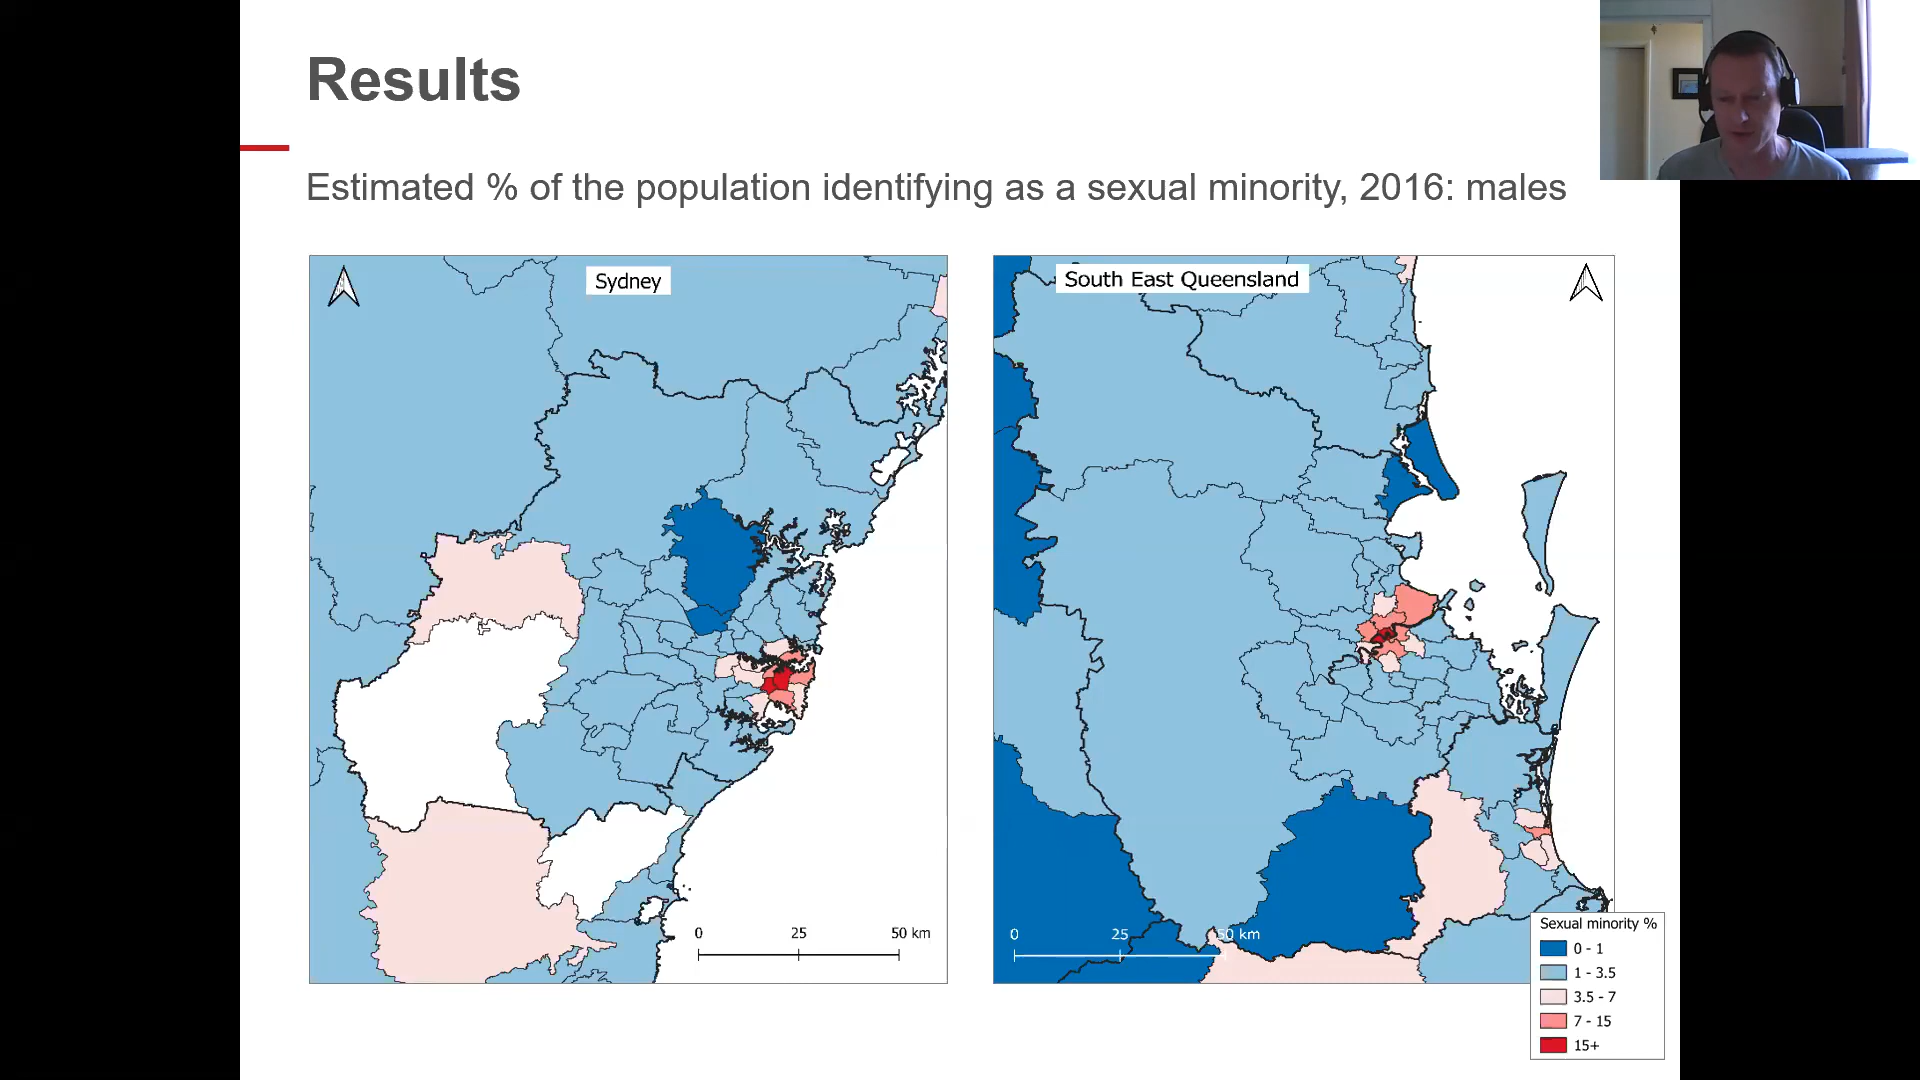 Results
Estimated % of the population identifying as a sexual minority, 2016: males
Sydney
South East Queensland
0 25 50 km
0 25 50 km
Sexual minority %
0 - 1
1 - 3.5
3.5 - 7
7 - 15
15+